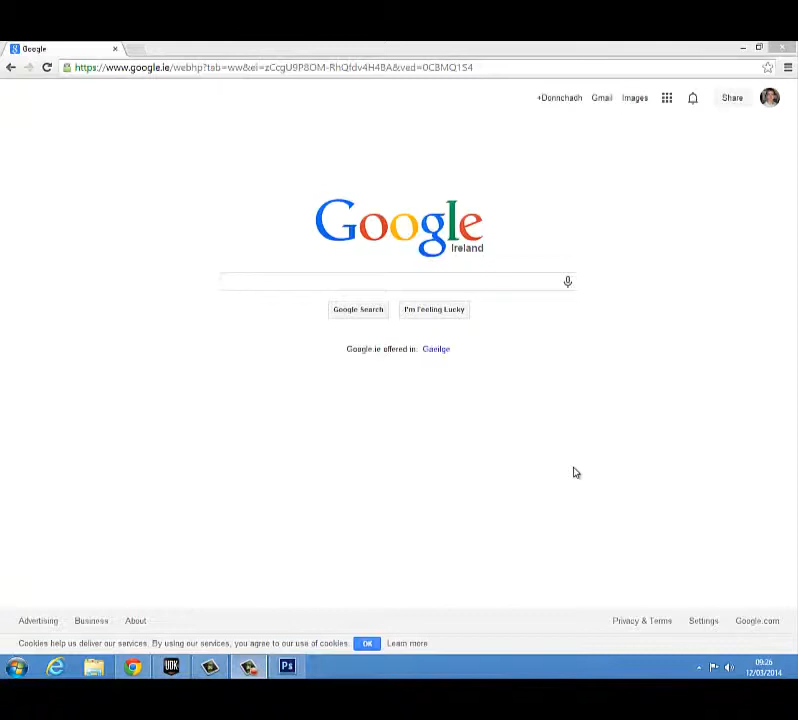 Google
https://www.google.ie/webhp?tab=ww&ei=zCcgU9P8OM-RhQfdv4H4BA&ved=0CBMQ1S4
+Donnchadh Gmail Images Share
Google
Ireland
Google Search I'm Feeling Lucky
Google.ie offered in: Gaeilge
Advertising Business About Privacy & Terms Settings Google.com
Cookies help us deliver our services. By using our services, you agree to our use of cookies. OK Learn more
UDK Ps 09:26
12/03/2014